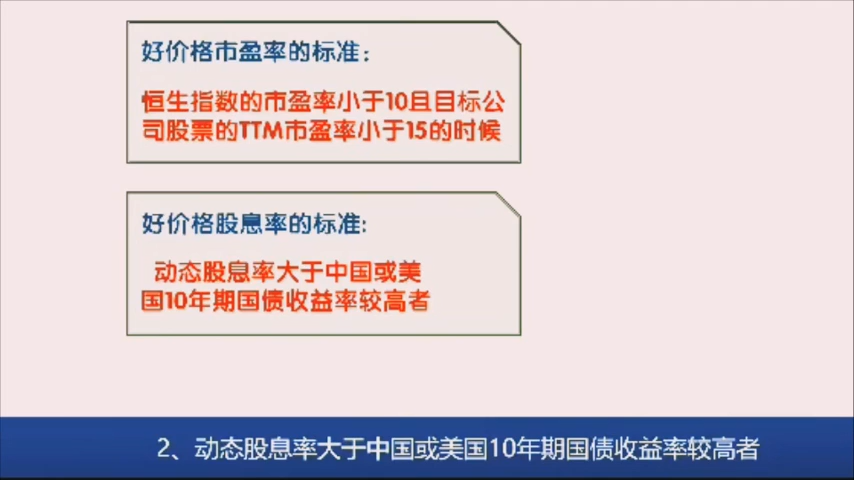 好价格市盈率的标准：
恒生指数的市盈率小于10且目标公
司股票的TTM市盈率小于15的时候
好价格股息率的标准:
动态股息率大于中国或美
国10年期国债收益率较高者
2、动态股息率大于中国或美国10年期国债收益率较高者